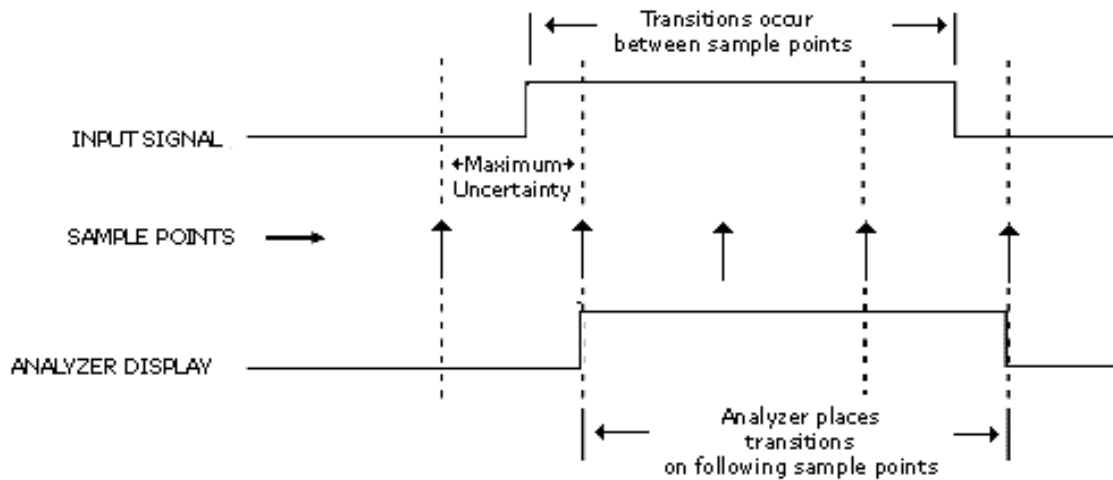 Transitions occur
between sample points
INPUT SIGNAL
Maximum
Uncertainty
SAMPLE POINTS
ANALYZER DISPLAY
Analyzer places
transitions
on following sample points